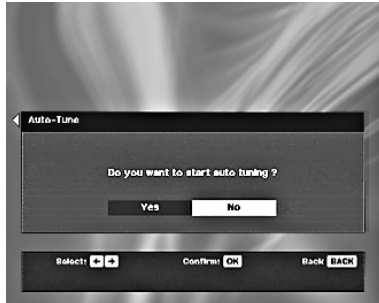 Auto-Tune
Do you want to start auto tuning ?
Yes No
Select: Confirm: OK Back BACK